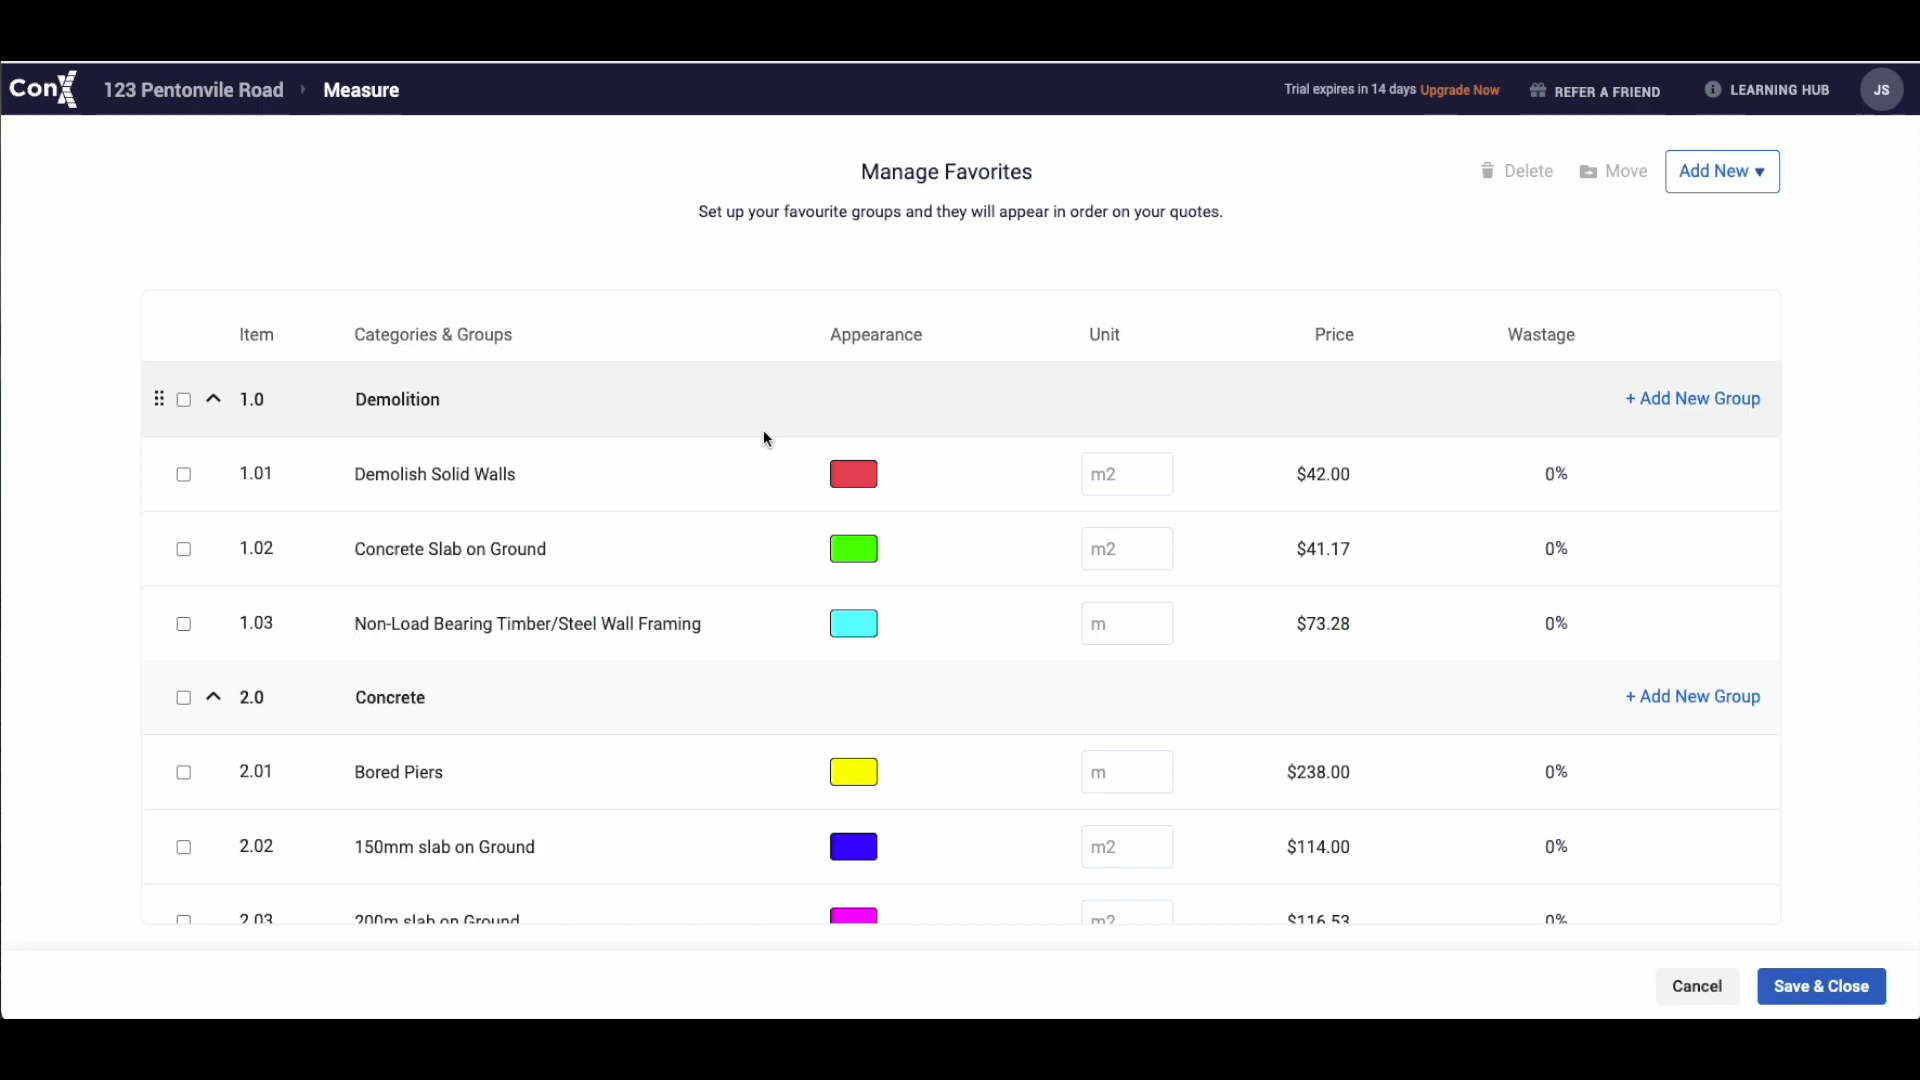 ConX 123 Pentonvile Road Measure Trial expires in 14 days Upgrade Now REFER A FRIEND LEARNING HUB JS
Manage Favorites Delete Move Add New
Set up your favourite groups and they will appear in order on your quotes.
Item Categories & Groups Appearance Unit Price Wastage
1.0 Demolition + Add New Group
1.01 Demolish Solid Walls m2 $42.00 0%
1.02 Concrete Slab on Ground m2 $41.17 0%
1.03 Non-Load Bearing Timber/Steel Wall Framing m $73.28 0%
2.0 Concrete + Add New Group
2.01 Bored Piers m $238.00 0%
2.02 150mm slab on Ground m2 $114.00 0%
2.03 200m slab on Ground m2 $116.53 0%
Cancel Save & Close